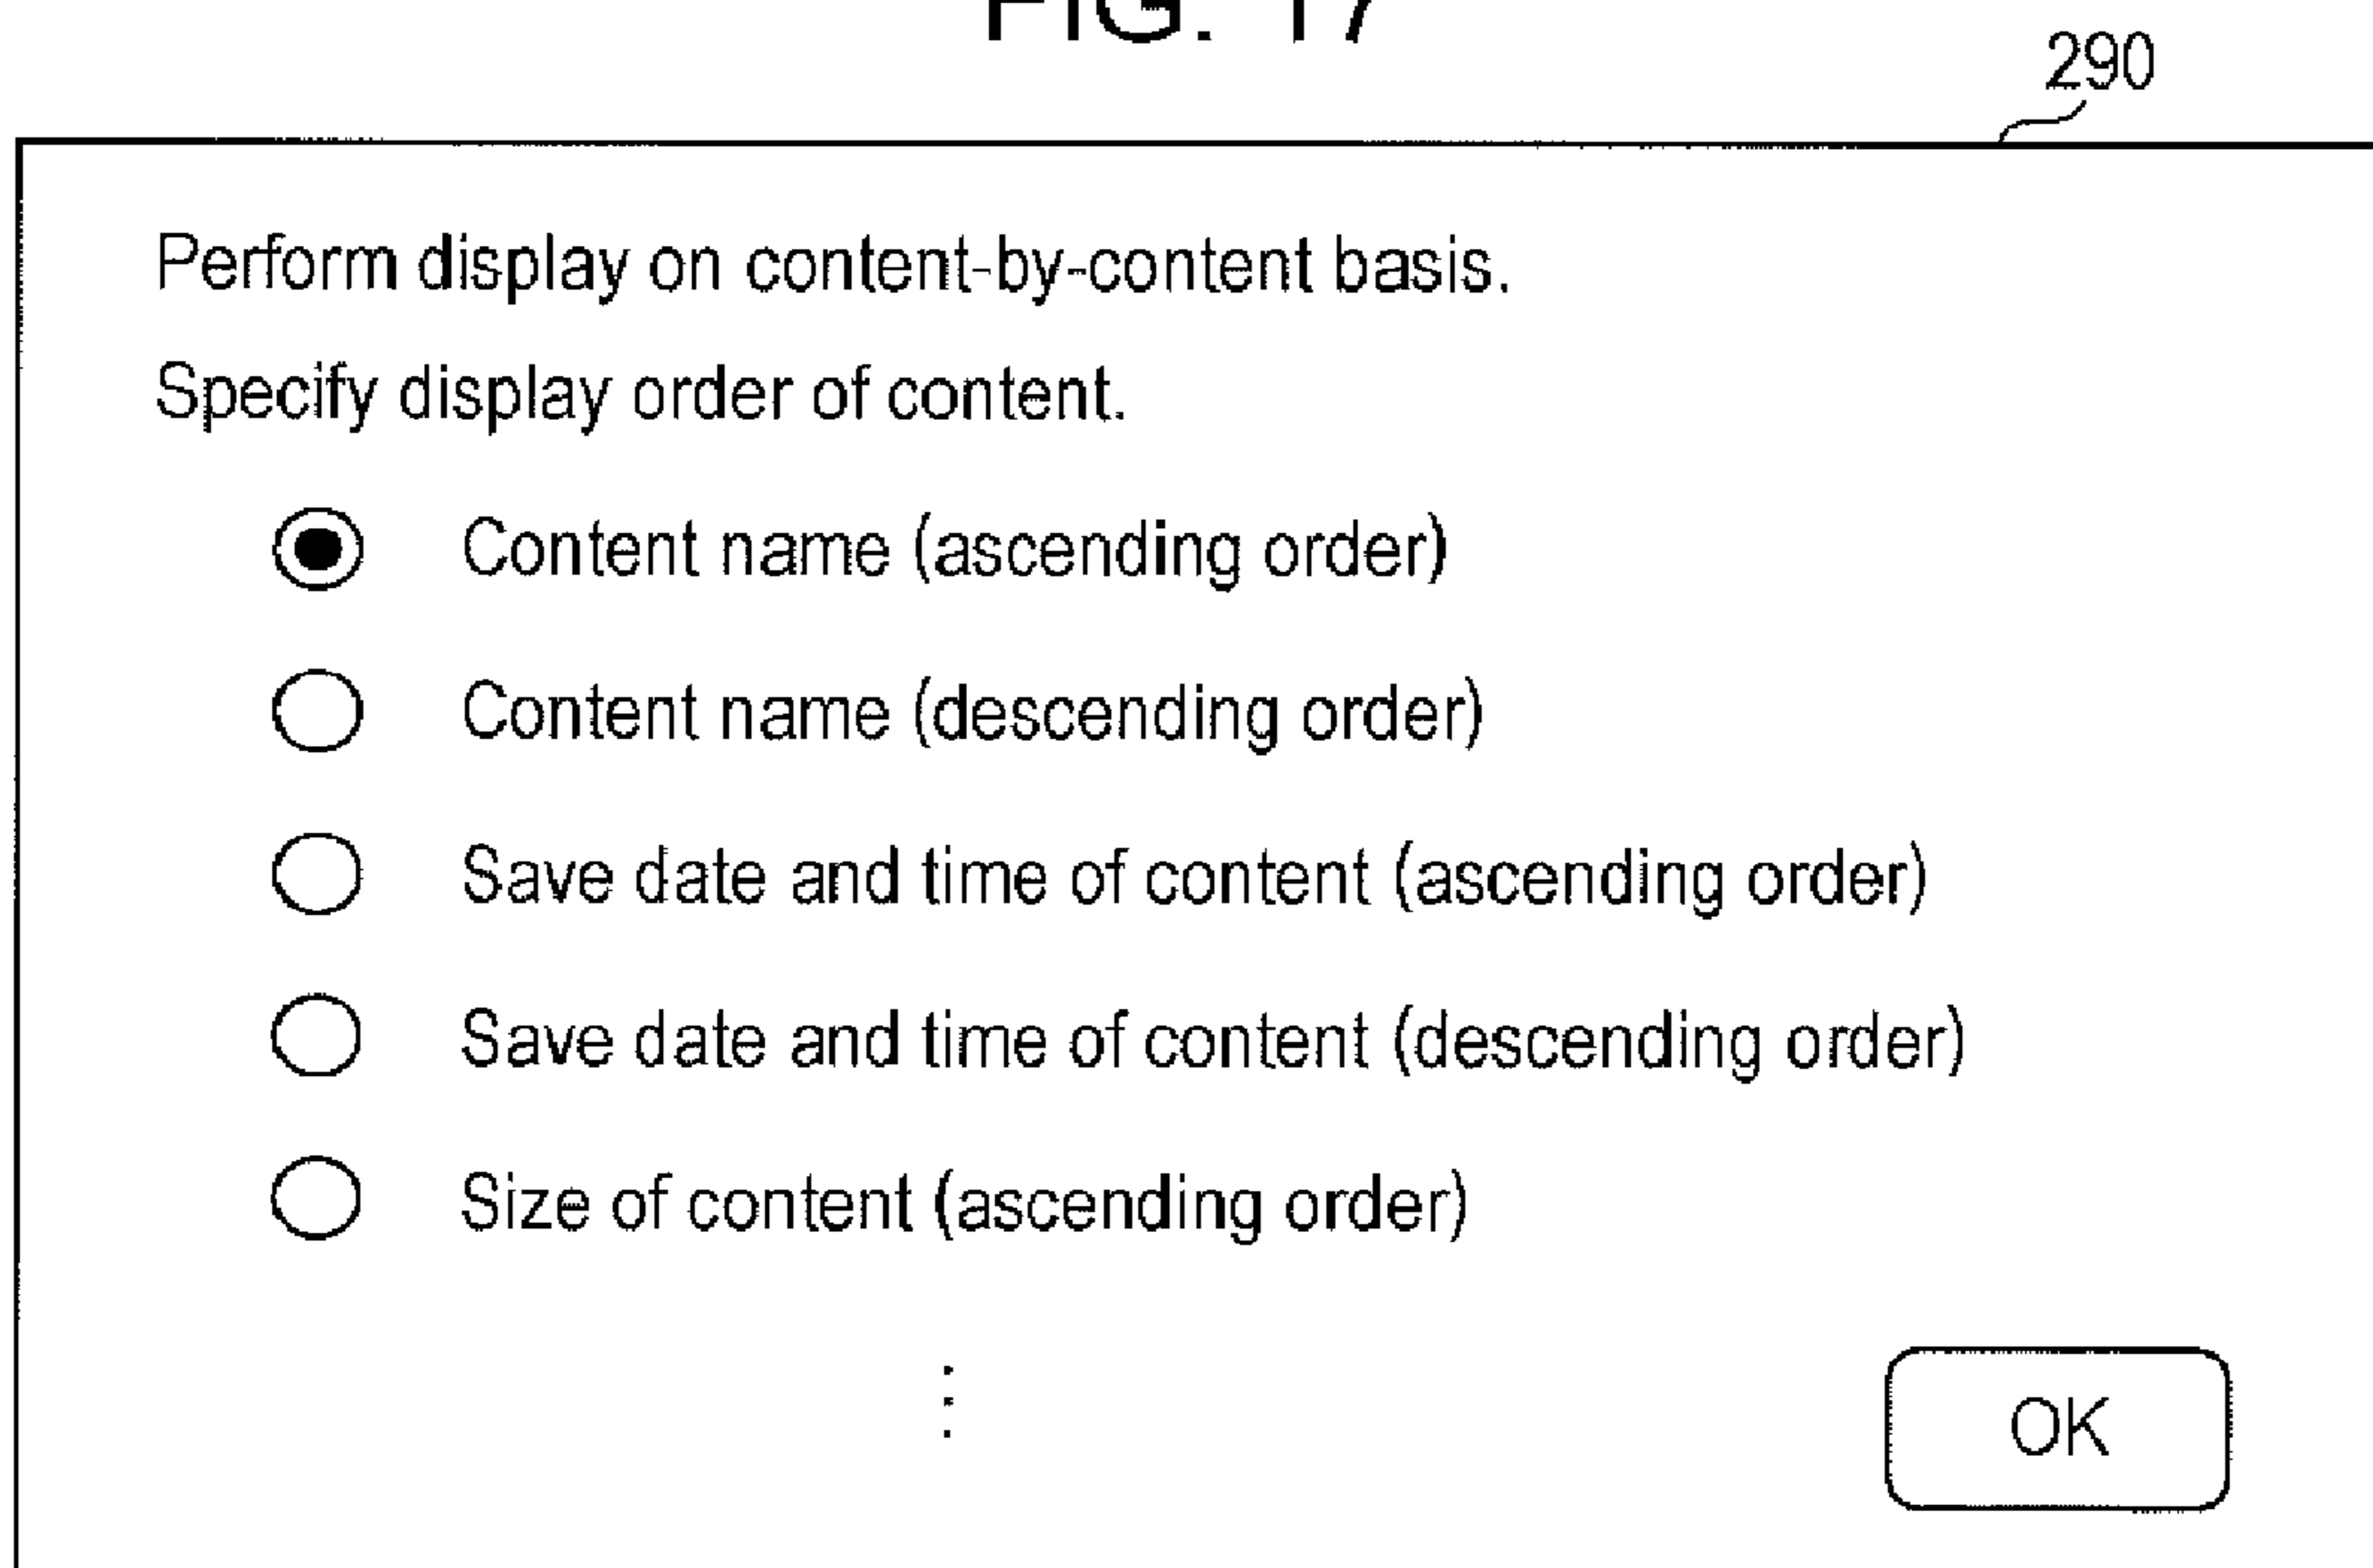 FIG. 17
290
Perform display on content-by-content basis.
Specify display order of content.
Content name (ascending order)
Content name (descending order)
Save date and time of content (ascending order)
Save date and time of content (descending order)
Size of content (ascending order)
OK